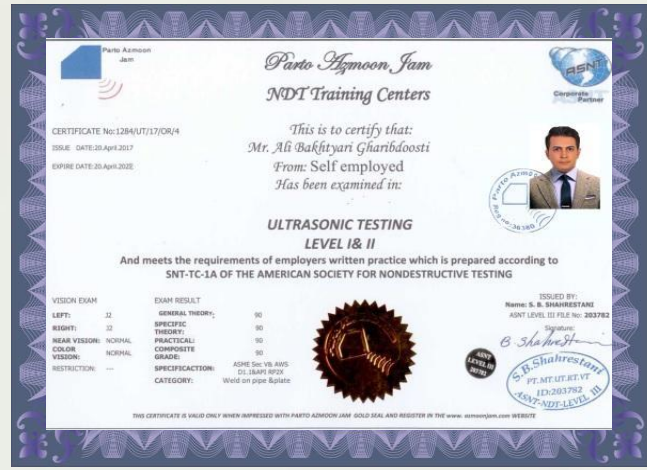 Parto Azmoon
Jam
Parto Azmoon Jam
NDT Training Centers
ASNT
Corporate
Partner
CERTIFICATE No:1284/UT/17/OR/4
ISSUE DATE:20.April.2017
EXPIRE DATE:20.April.2022
This is to certify that:
Mr. Ali Bakhtyari Gharibdoosti
From: Self employed
Has been examined in:
ULTRASONIC TESTING
LEVEL I& II
And meets the requirements of employers written practice which is prepared according to
SNT-TC-1A OF THE AMERICAN SOCIETY FOR NONDESTRUCTIVE TESTING
VISION EXAM
LEFT: J2
RIGHT: J2
NEAR VISION: NORMAL
COLOR
VISION: NORMAL
RESTRICTION: ---
EXAM RESULT
GENERAL THEORY: 90
SPECIFIC
THEORY: 90
PRACTICAL: 90
COMPOSITE
GRADE: 90
SPECIFICACTION: ASME Sec V& AWS
D1.1&API RP2X
CATEGORY: Weld on pipe &plate
ISSUED BY:
Name: S. B. SHAHRESTANI
ASNT LEVEL III FILE No: 203782
Signature:
B. Shahrestani
ASNT
LEVEL III
203782
S.B.Shahrestani
PT.MT.UT.RT.VT
ID:203782
ASNT-NDT-LEVEL III
THIS CERTIFICATE IS VALID ONLY WHEN IMPRESSED WITH PARTO AZMOON JAM GOLD SEAL AND REGISTER IN THE www. azmoonjam.com WEBSITE